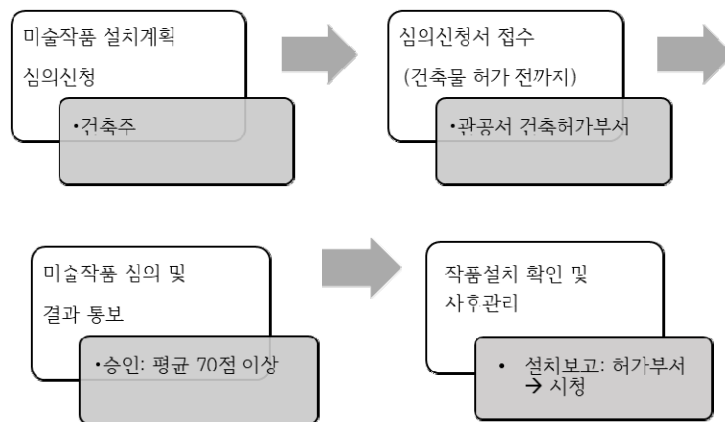 미술작품 설치계획
심의신청
•건축주
심의신청서 접수
(건축물 허가 전까지)
•관공서 건축허가부서
미술작품 심의 및
결과 통보
•승인: 평균 70점 이상
작품설치 확인 및
사후관리
• 설치보고: 허가부서
→ 시청